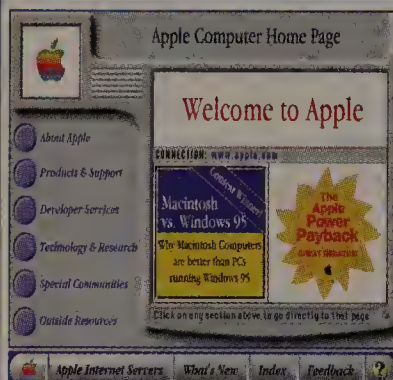 Apple Computer Home Page
Welcome to Apple
CONNECTION: www.apple.com
About Apple
Products & Support
Developer Services
Technology & Research
Special Communities
Outside Resources
Contest Winner!
Macintosh
vs. Windows 95
Why Macintosh Computers
are better than PCs
running Windows 95
The
Apple
Power
Payback
GREAT REBATES!
Click on any section above to go directly to that page
Apple Internet Servers
What's New
Index
Feedback
?